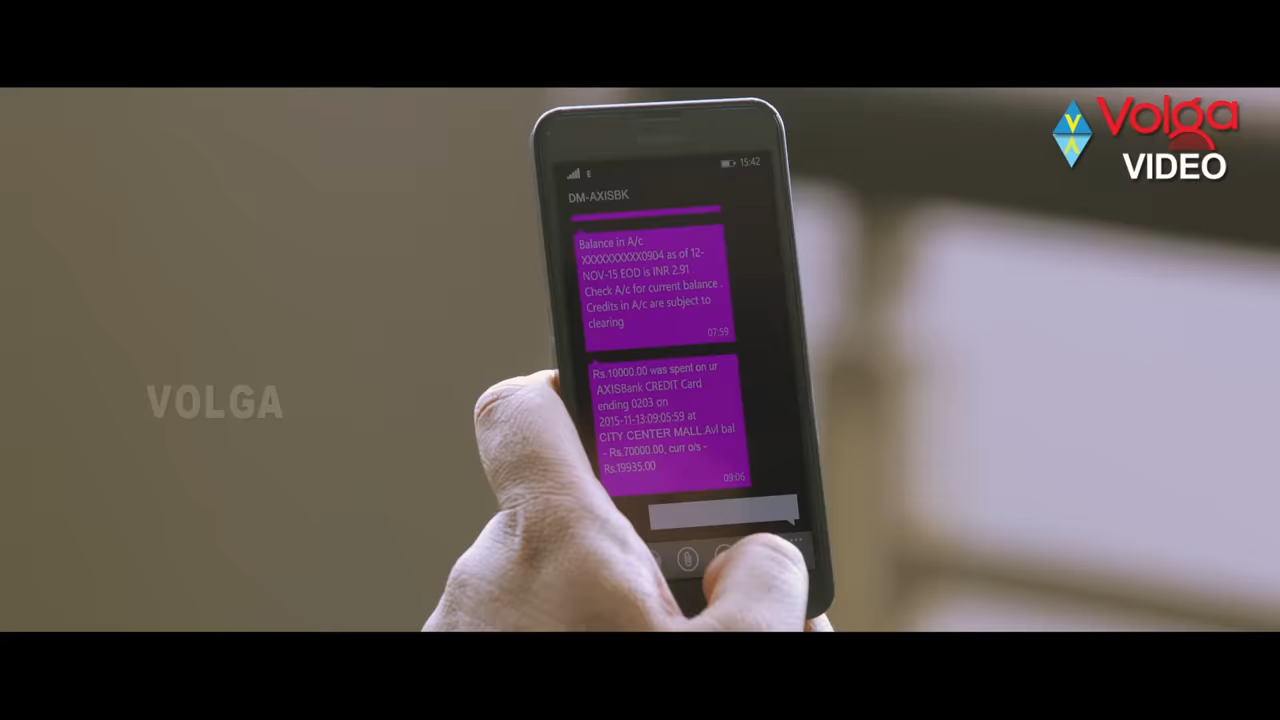 V
Volga
VIDEO
15:42
DM-AXISBK
Balance in A/c
XXXXXXXXXX0904 as of 12-
NOV-15 EOD is INR 2.91
Check A/c for current balance .
Credits in A/c are subject to
clearing
07:59
Rs.10000.00 was spent on ur
AXISBank CREDIT Card
ending 0203 on
2015-11-13:09:05:59 at
CITY CENTER MALL.Avl bal
- Rs.70000.00, curr o/s -
Rs.19935.00
09:06
VOLGA